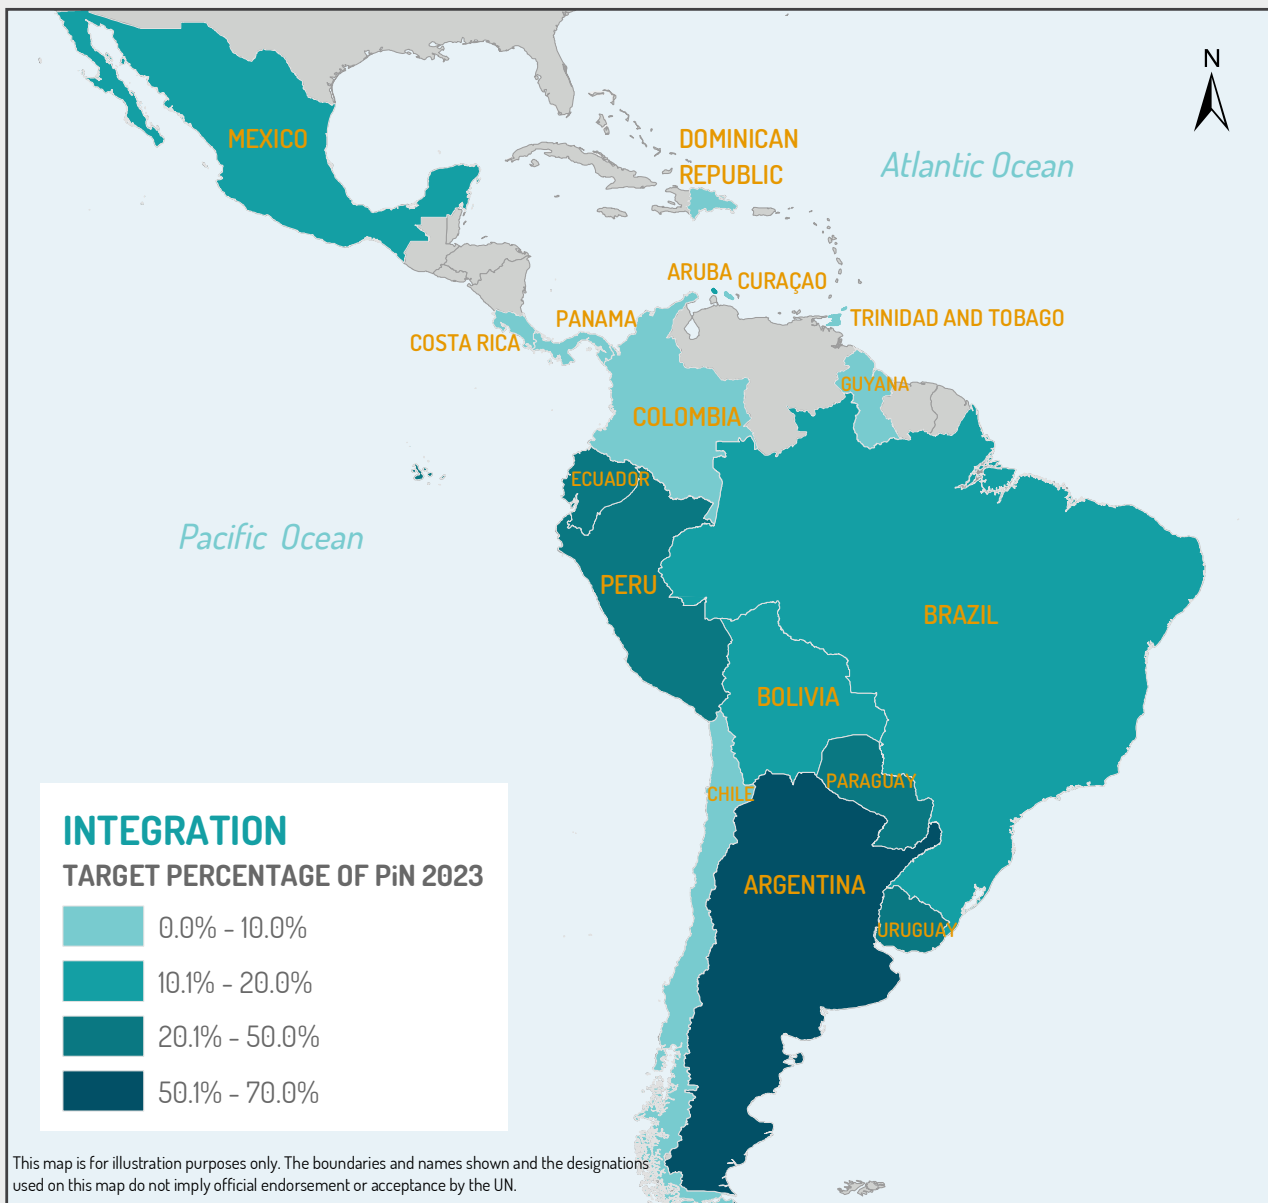 N
MEXICO
DOMINICAN
REPUBLIC
Atlantic Ocean
ARUBA
CURAÇAO
PANAMA
TRINIDAD AND TOBAGO
COSTA RICA
GUYANA
COLOMBIA
ECUADOR
Pacific Ocean
PERU
BRAZIL
BOLIVIA
PARAGUAY
CHILE
ARGENTINA
URUGUAY
INTEGRATION
TARGET PERCENTAGE OF PiN 2023
0.0% - 10.0%
10.1% - 20.0%
20.1% - 50.0%
50.1% - 70.0%
This map is for illustration purposes only. The boundaries and names shown and the designations
used on this map do not imply official endorsement or acceptance by the UN.